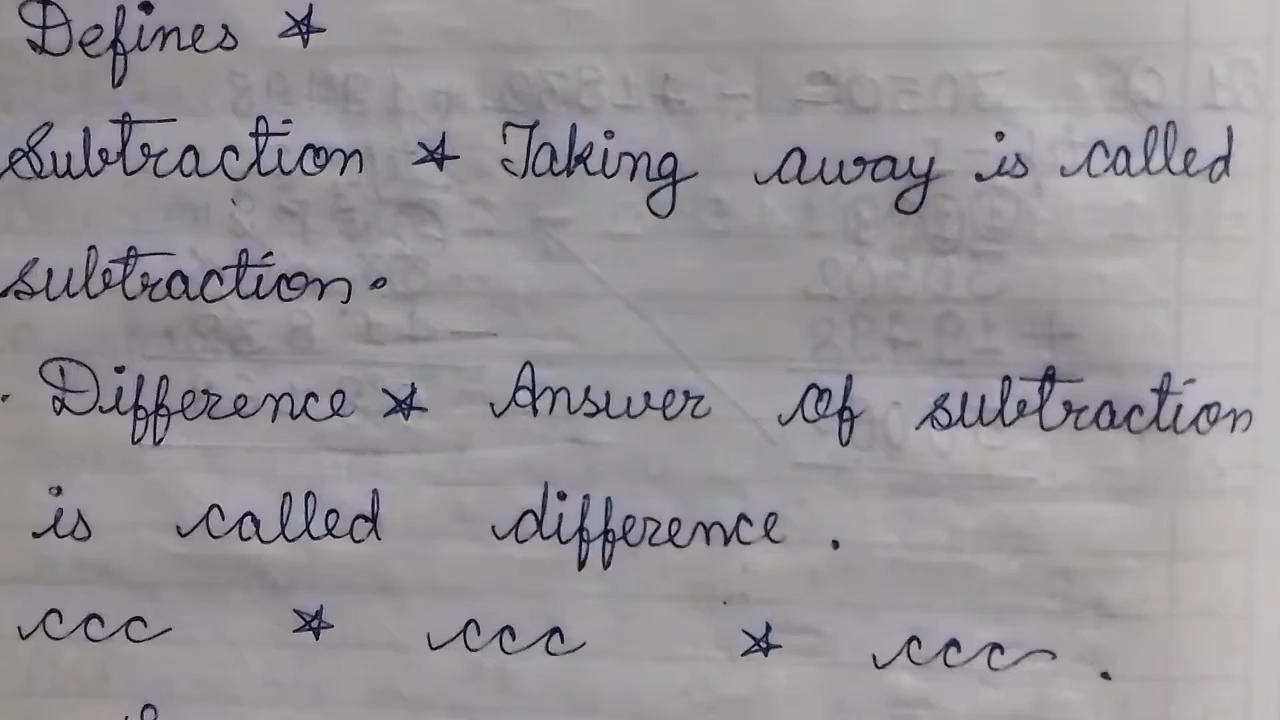 Defines ☆
Subtraction ☆ Taking away is called
subtraction.
Difference ☆ Answer of subtraction
is called difference.
ccc ☆ ccc ☆ ccc.